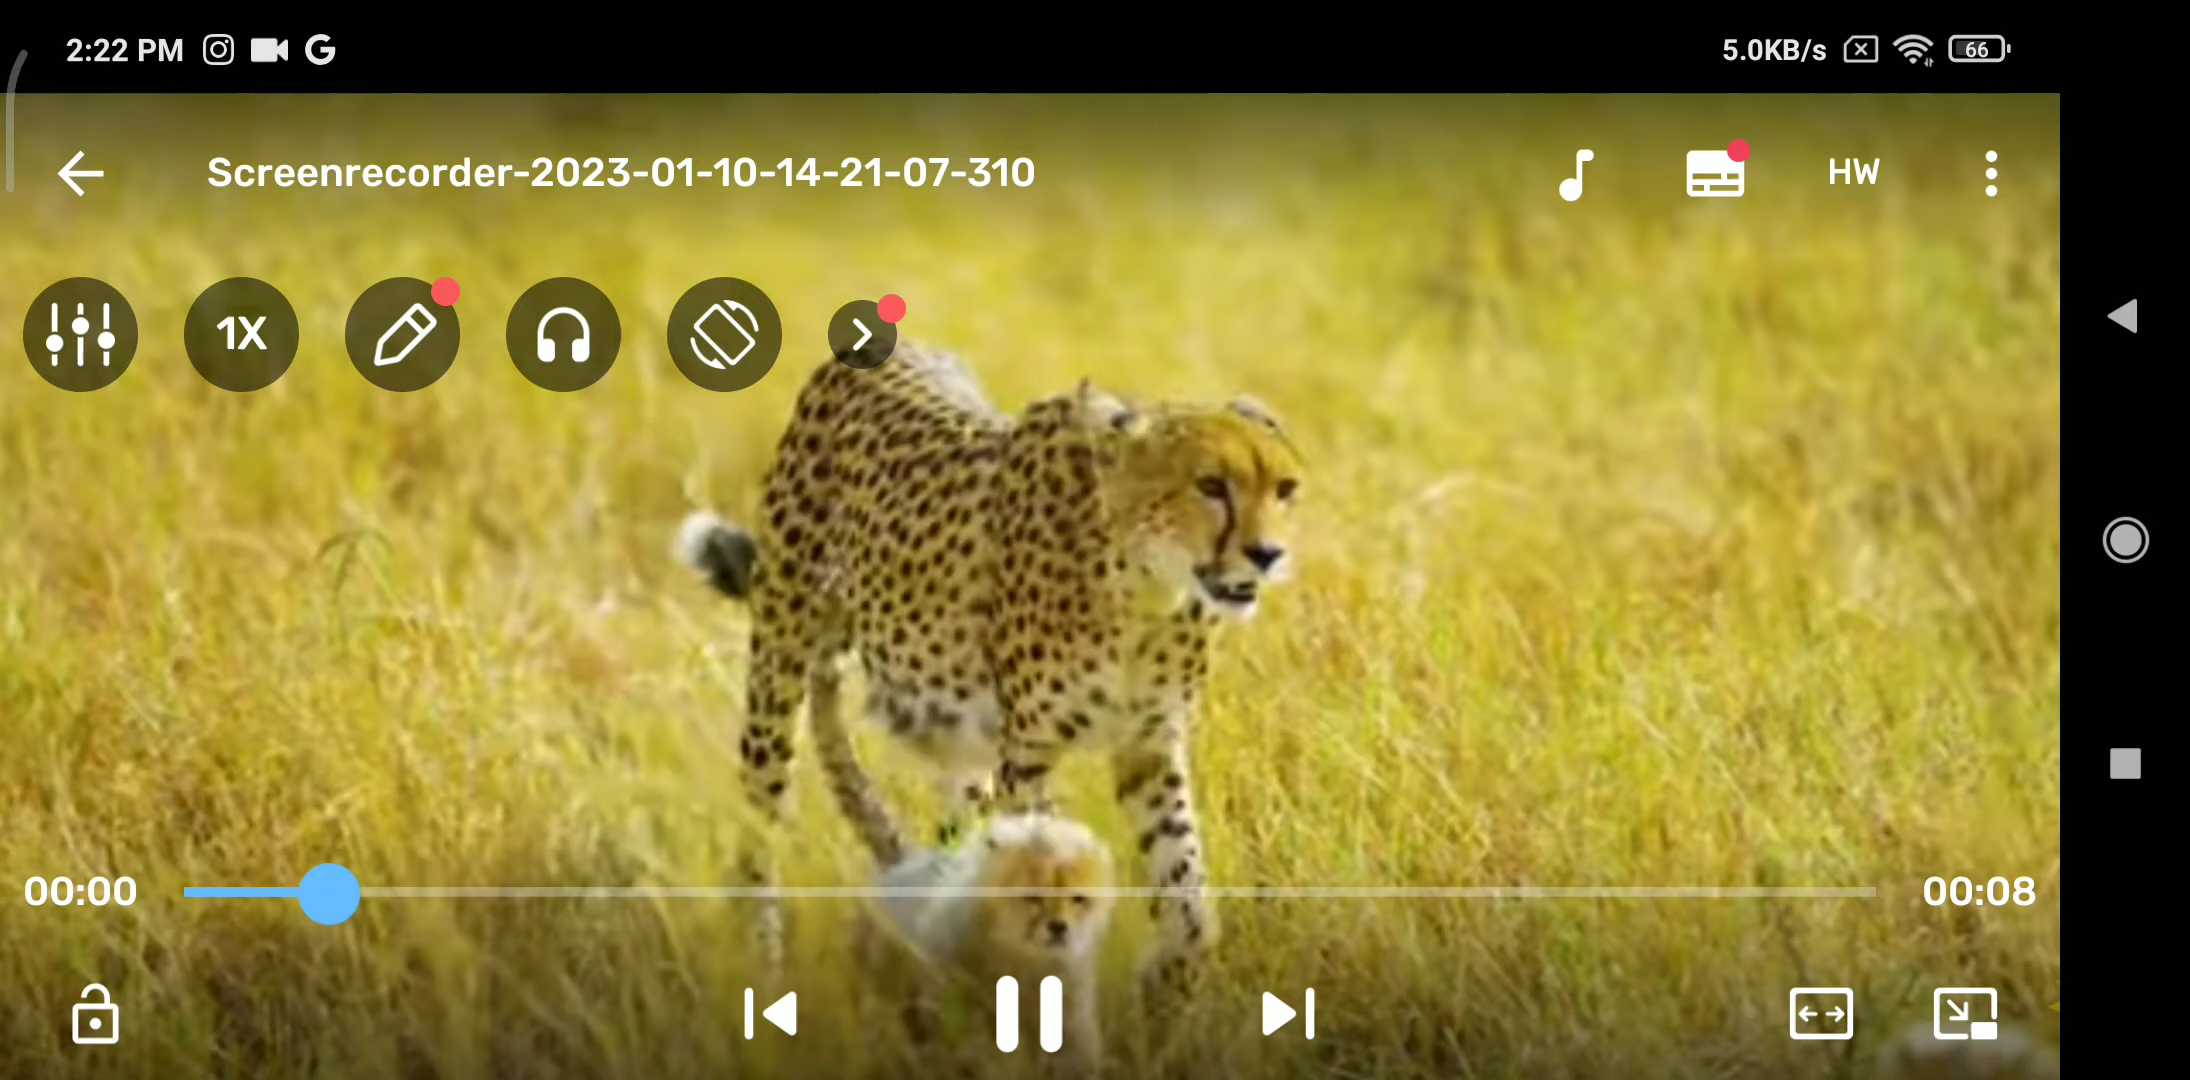 2:22 PM
5.0KB/s
66
Screenrecorder-2023-01-10-14-21-07-310
HW
1X
00:00
00:08